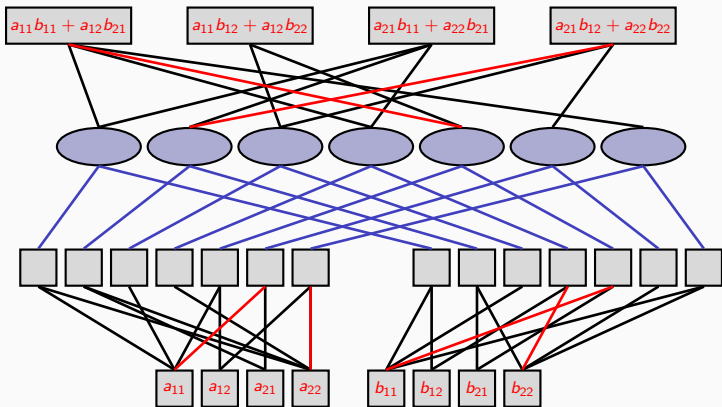 a₁₁b₁₁ + a₁₂b₂₁ a₁₁b₁₂ + a₁₂b₂₂ a₂₁b₁₁ + a₂₂b₂₁ a₂₁b₁₂ + a₂₂b₂₂
a₁₁ a₁₂ a₂₁ a₂₂ b₁₁ b₁₂ b₂₁ b₂₂